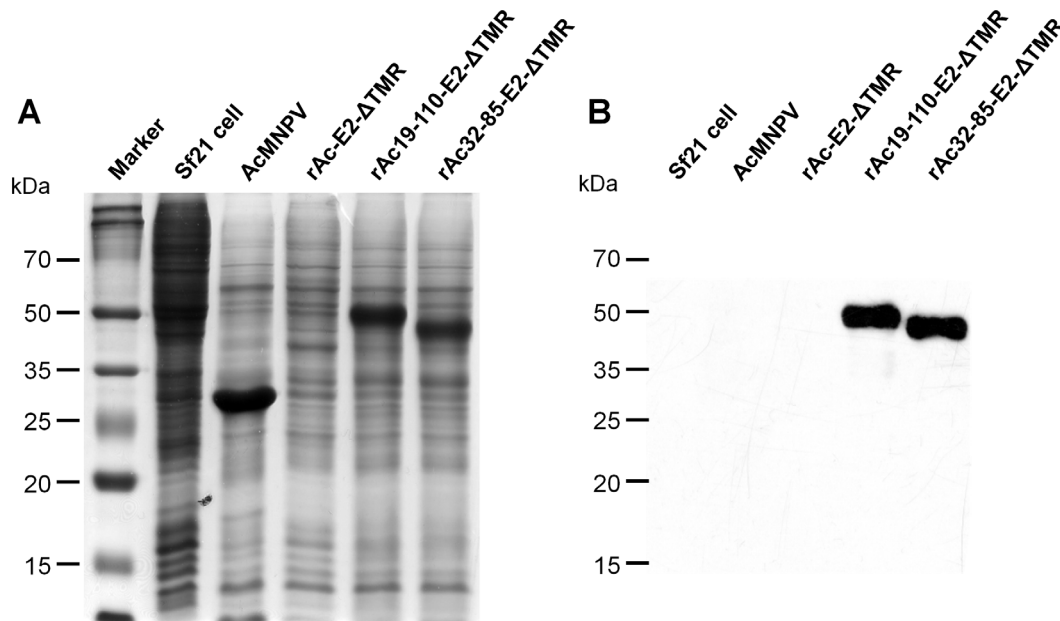 A
Marker
Sf21 cell
AcMNPV
rAc-E2-ΔTMR
rAc19-110-E2-ΔTMR
rAc32-85-E2-ΔTMR
kDa
70
50
35
25
20
15
B
Sf21 cell
AcMNPV
rAc-E2-ΔTMR
rAc19-110-E2-ΔTMR
rAc32-85-E2-ΔTMR
kDa
70
50
35
25
20
15